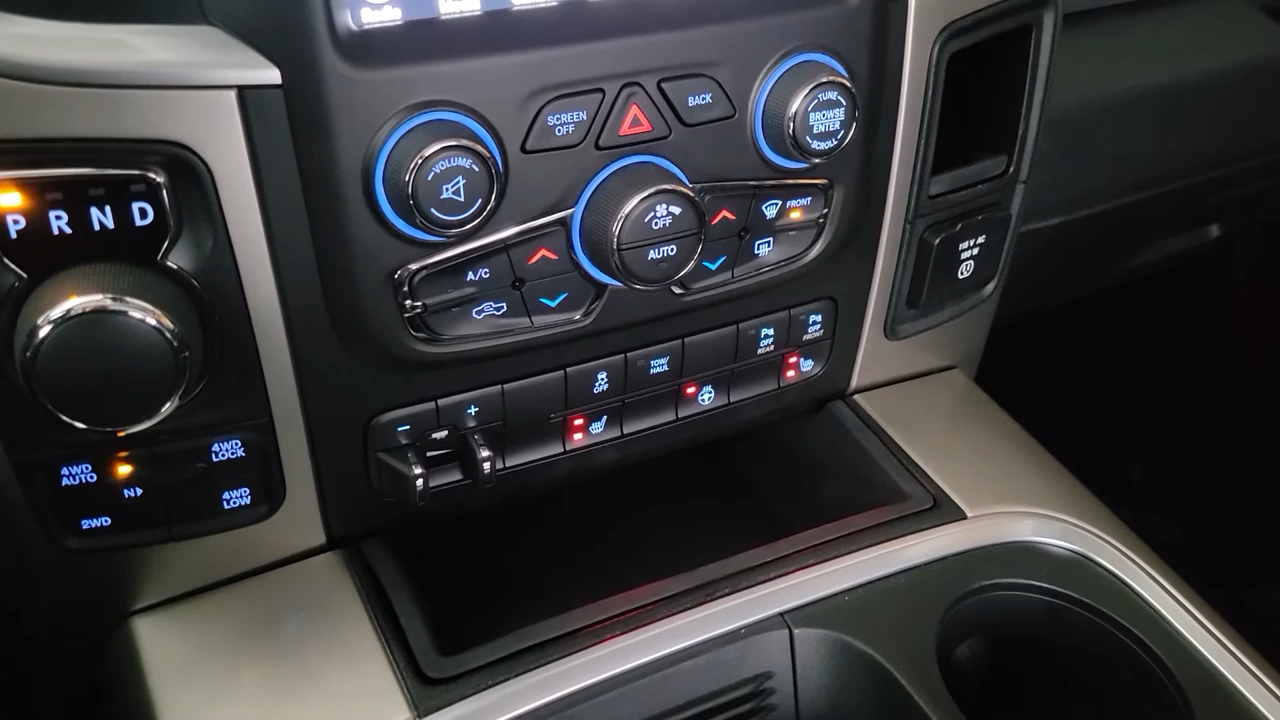 SCREEN
OFF
BACK
TUNE
BROWSE
ENTER
SCROLL
VOLUME
OFF
AUTO
FRONT
A/C
P R N D
115 V AC
150 W
OFF
TOW/
HAUL
P
OFF
REAR
P
OFF
FRONT
- +
4WD
AUTO
4WD
LOCK
N
2WD
4WD
LOW